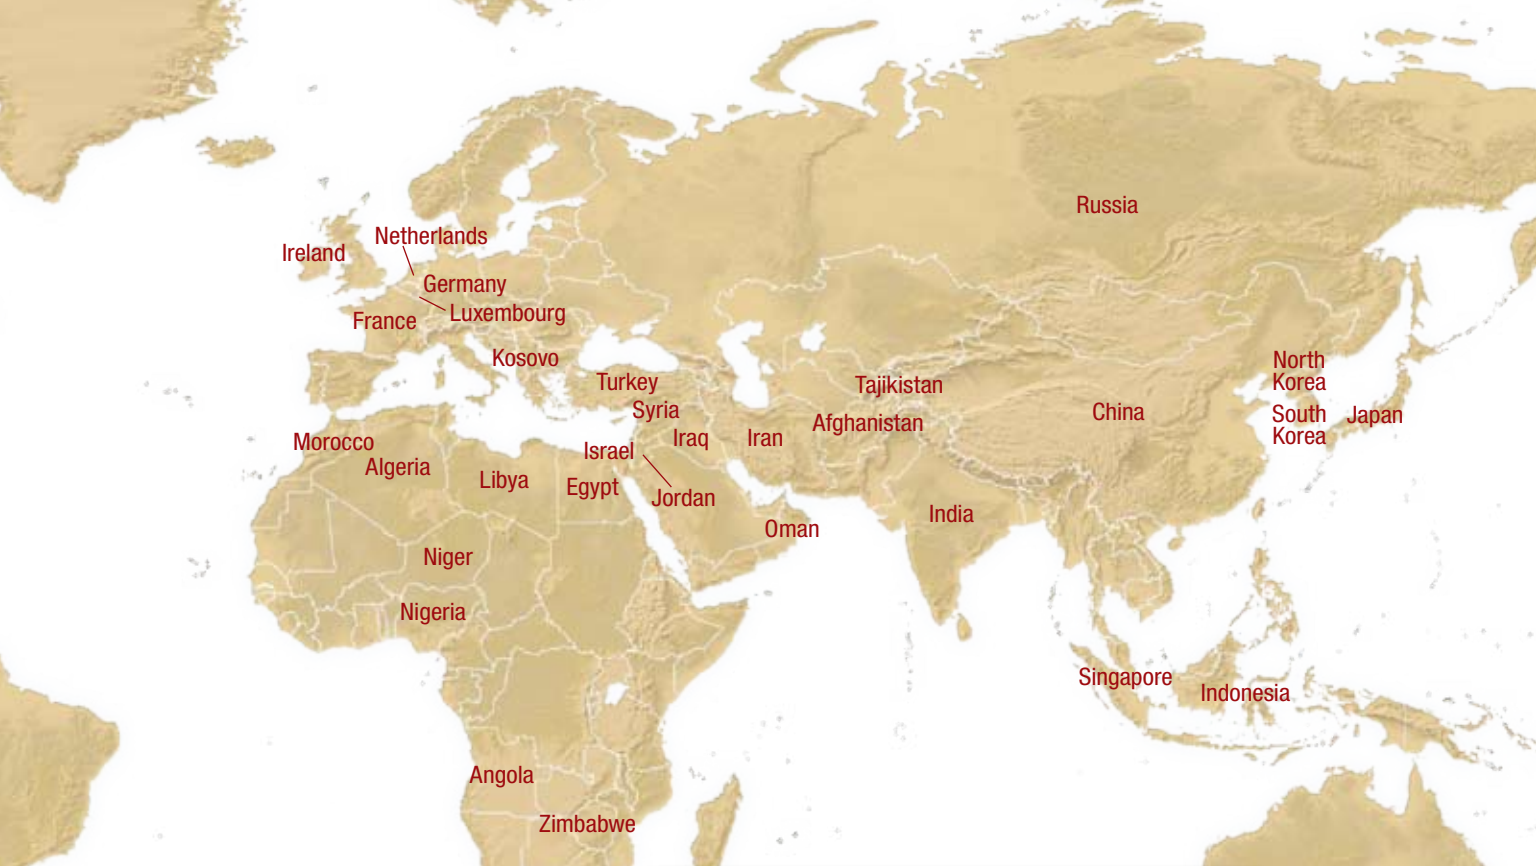 Russia
Netherlands
Ireland
Germany
Luxembourg
France
Kosovo
Turkey
Tajikistan
North
Korea
Syria
Afghanistan
China
South
Korea
Japan
Morocco
Iraq
Iran
Israel
Algeria
Libya
Egypt
Jordan
India
Oman
Niger
Nigeria
Singapore
Indonesia
Angola
Zimbabwe